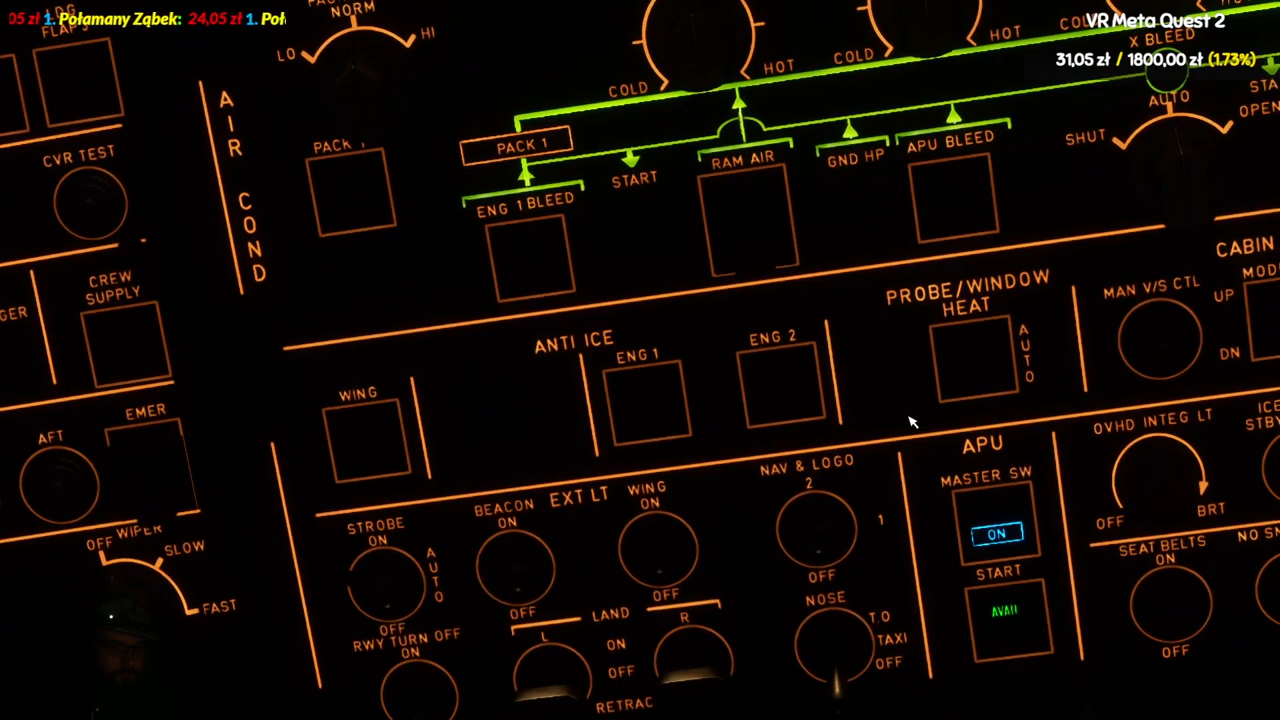 05 zł 1. Połamany Ząbek: 24,05 zł 1. Poł
VR Meta Quest 2
31,05 zł / 1800,00 zł (1.73%)
LDG
FLAPS
NORM
LO
HI
COLD
HOT
COLD
HOT
X BLEED
AUTO
SHUT
OPEN
CVR TEST
AIR COND
PACK
PACK 1
START
RAM AIR
GND HP
APU BLEED
ENG 1 BLEED
CREW
SUPPLY
ANTI ICE
WING
ENG 1
ENG 2
PROBE/WINDOW
HEAT
AUTO
CABIN
MAN V/S CTL
UP
DN
AFT
EMER
WIPER
OFF
SLOW
FAST
EXT LT
STROBE
ON
AUTO
OFF
BEACON
ON
OFF
WING
ON
OFF
NAV & LOGO
2
1
OFF
RWY TURN OFF
ON
LAND
L
R
ON
OFF
RETRAC
NOSE
T.O
TAXI
OFF
APU
MASTER SW
ON
START
AVAIL
OVHD INTEG LT
OFF
BRT
SEAT BELTS
ON
OFF